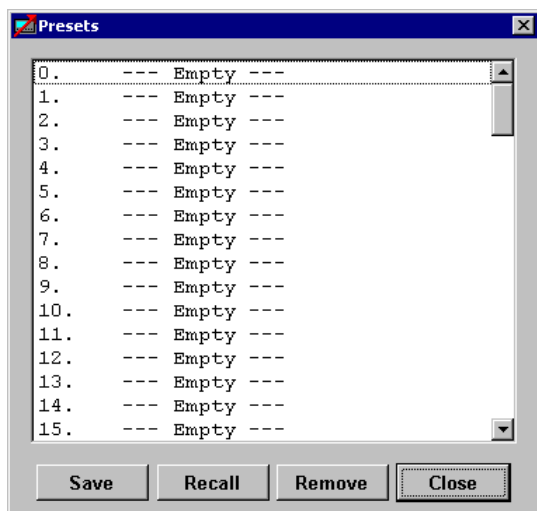 Presets
0. --- Empty ---
1. --- Empty ---
2. --- Empty ---
3. --- Empty ---
4. --- Empty ---
5. --- Empty ---
6. --- Empty ---
7. --- Empty ---
8. --- Empty ---
9. --- Empty ---
10. --- Empty ---
11. --- Empty ---
12. --- Empty ---
13. --- Empty ---
14. --- Empty ---
15. --- Empty ---
Save Recall Remove Close